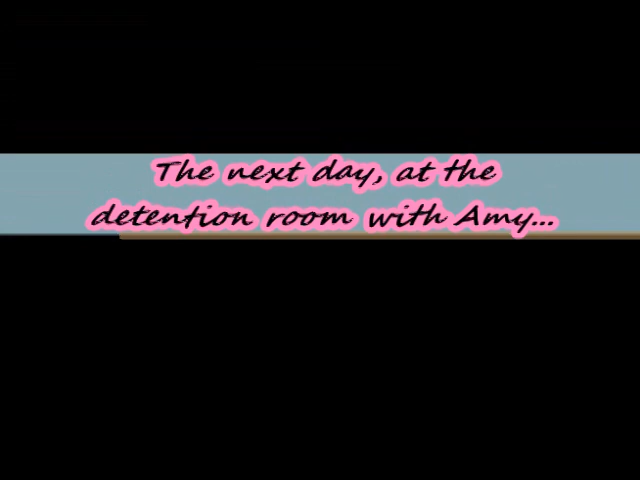 The next day, at the
detention room with Amy...